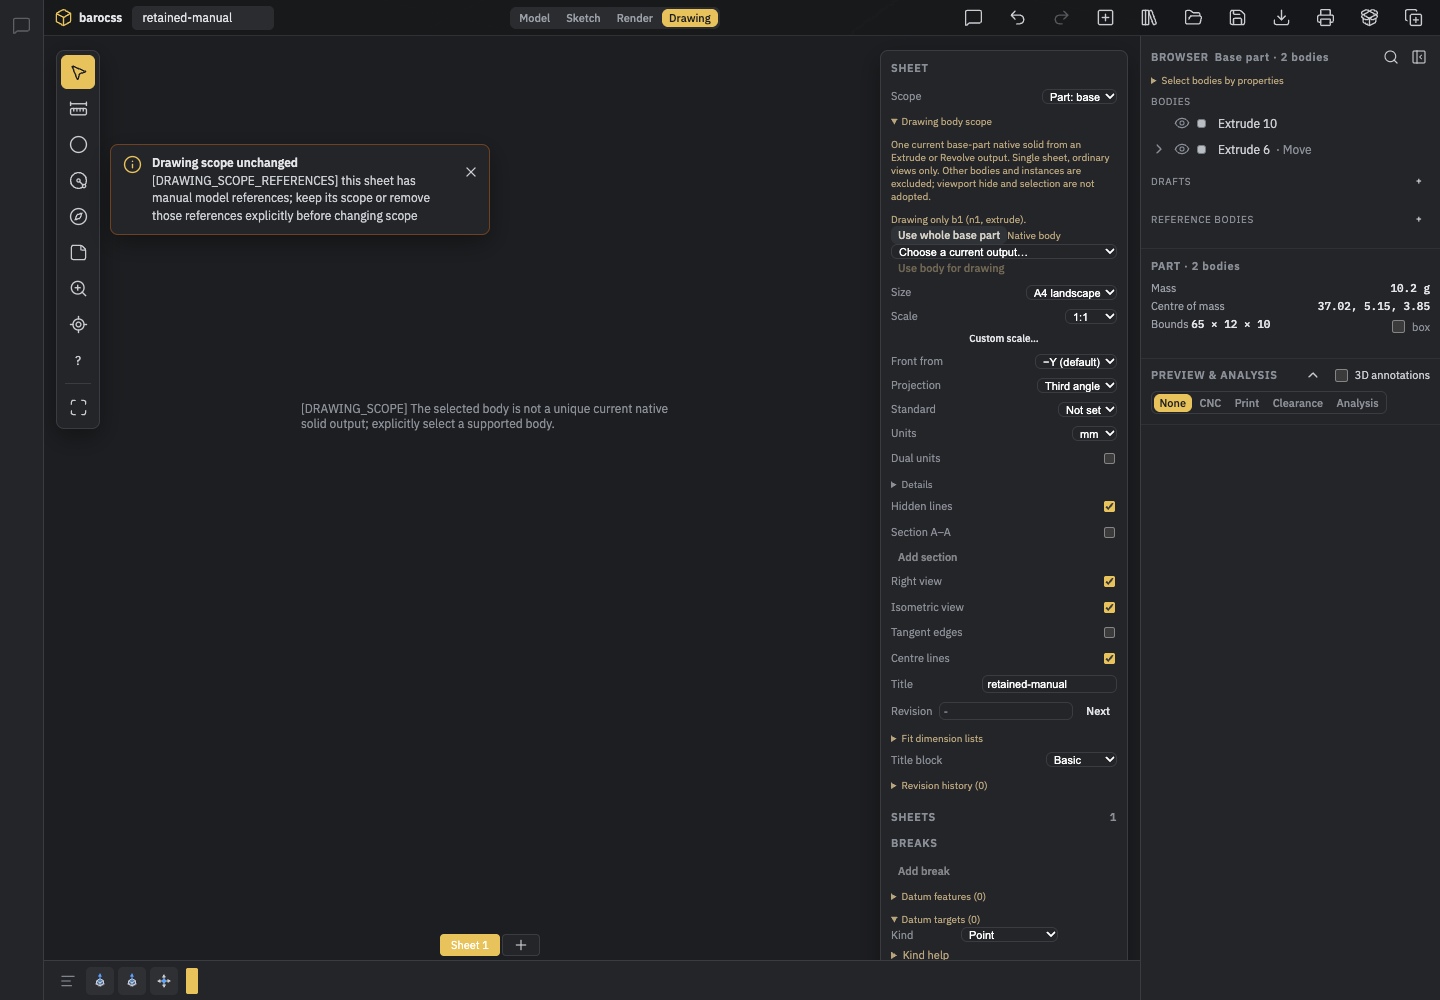 barocss
retained-manual
Model
Sketch
Render
Drawing
?
Drawing scope unchanged
[DRAWING_SCOPE_REFERENCES] this sheet has
manual model references; keep its scope or remove
those references explicitly before changing scope
[DRAWING_SCOPE] The selected body is not a unique current native
solid output; explicitly select a supported body.
Sheet 1
SHEET
Scope
Part: base
Drawing body scope
One current base-part native solid from an
Extrude or Revolve output. Single sheet, ordinary
views only. Other bodies and instances are
excluded; viewport hide and selection are not
adopted.
Drawing only b1 (n1, extrude).
Use whole base part
Native body
Choose a current output…
Use body for drawing
Size
A4 landscape
Scale
1:1
Custom scale…
Front from
−Y (default)
Projection
Third angle
Standard
Not set
Units
mm
Dual units
Details
Hidden lines
Section A–A
Add section
Right view
Isometric view
Tangent edges
Centre lines
Title
retained-manual
Revision
-
Next
Fit dimension lists
Title block
Basic
Revision history (0)
SHEETS
1
BREAKS
Add break
Datum features (0)
Datum targets (0)
Kind
Point
Kind help
BROWSER Base part · 2 bodies
Select bodies by properties
BODIES
Extrude 10
Extrude 6 · Move
DRAFTS
+
REFERENCE BODIES
+
PART · 2 bodies
Mass
10.2 g
Centre of mass
37.02, 5.15, 3.85
Bounds 65 × 12 × 10
box
PREVIEW & ANALYSIS
3D annotations
None
CNC
Print
Clearance
Analysis